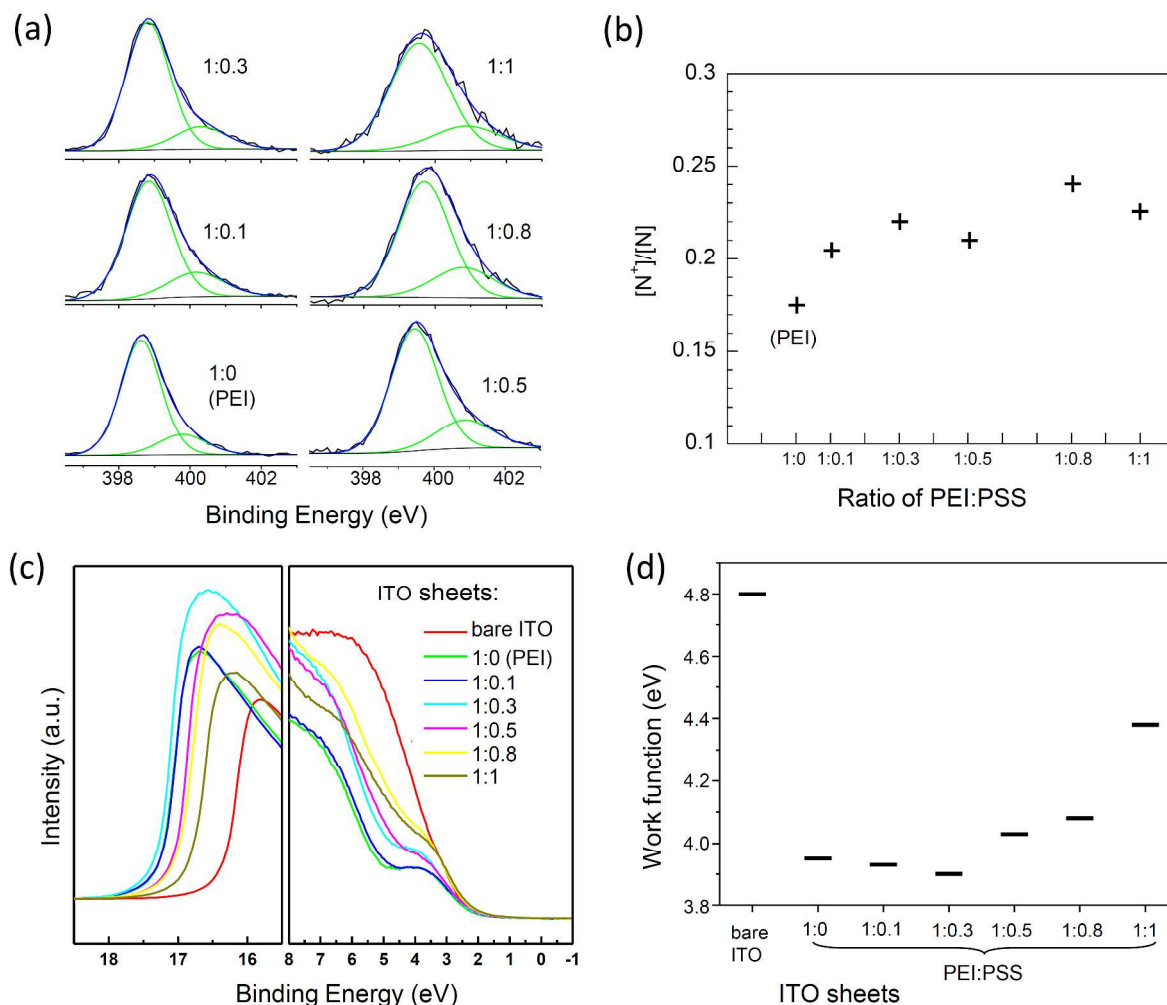 (a)
1:0.3
1:1
1:0.1
1:0.8
1:0
(PEI)
1:0.5
398 400 402 398 400 402
Binding Energy (eV)
(b)
0.3
0.25
0.2
0.15
0.1
[N+]/[N]
(PEI)
1:0 1:0.1 1:0.3 1:0.5 1:0.8 1:1
Ratio of PEI:PSS
(c)
Intensity (a.u.)
ITO sheets:
bare ITO
1:0 (PEI)
1:0.1
1:0.3
1:0.5
1:0.8
1:1
18 17 16 8 7 6 5 4 3 2 1 0 -1
Binding Energy (eV)
(d)
4.8
4.4
4.2
4.0
3.8
Work function (eV)
bare
ITO
1:0 1:0.1 1:0.3 1:0.5 1:0.8 1:1
PEI:PSS
ITO sheets